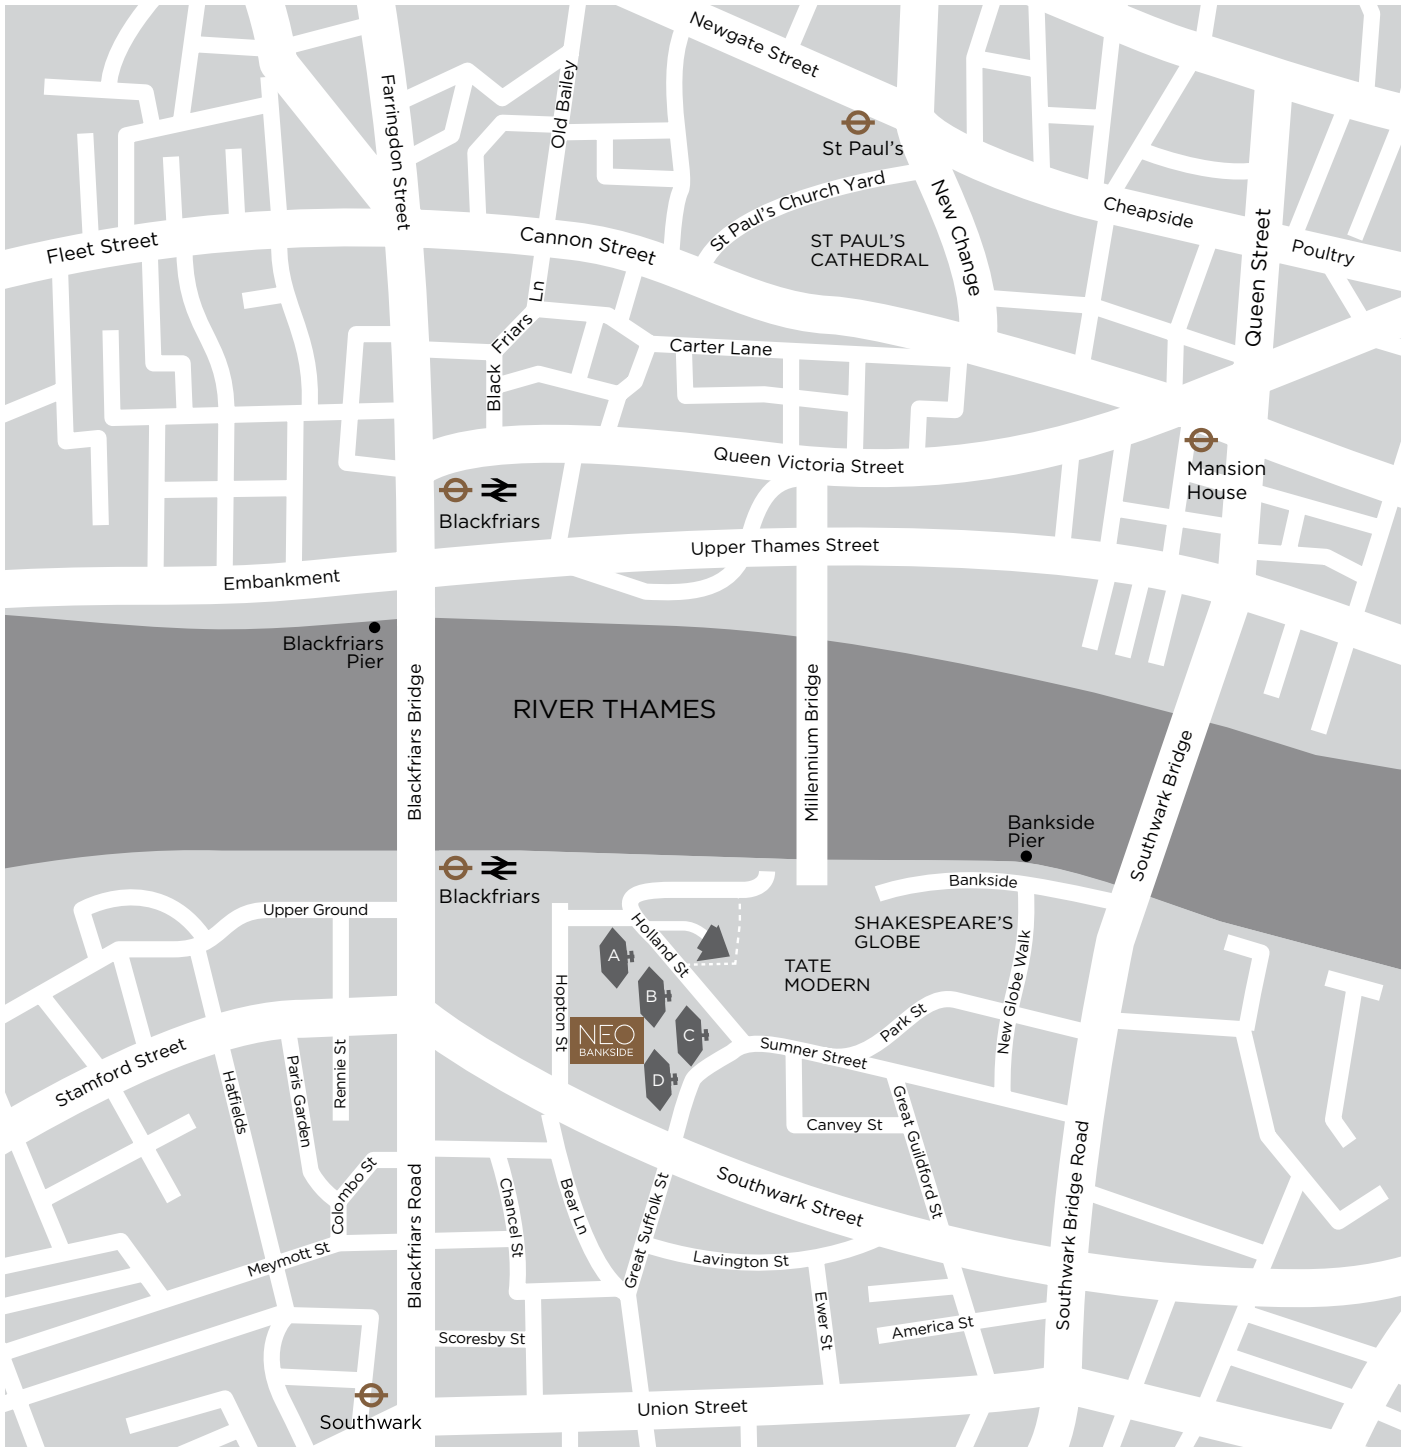 Newgate Street
Old Bailey
Farringdon Street
St Paul's
St Paul's Church Yard
New Change
Cheapside
Queen Street
Poultry
Fleet Street
Cannon Street
ST PAUL'S
CATHEDRAL
Black Friars Ln
Carter Lane
Queen Victoria Street
Mansion
House
Blackfriars
Upper Thames Street
Embankment
Blackfriars
Pier
Blackfriars Bridge
RIVER THAMES
Millennium Bridge
Southwark Bridge
Bankside
Pier
Blackfriars
Bankside
Upper Ground
SHAKESPEARE'S
GLOBE
Holland St
TATE
MODERN
New Globe Walk
A
B
C
D
Hopton St
NEO
BANKSIDE
Park St
Sumner Street
Stamford Street
Hatfields
Paris Garden
Rennie St
Great Guildford St
Canvey St
Southwark Bridge Road
Colombo St
Blackfriars Road
Chancel St
Bear Ln
Great Suffolk St
Southwark Street
Meymott St
Lavington St
Ewer St
America St
Scoresby St
Union Street
Southwark